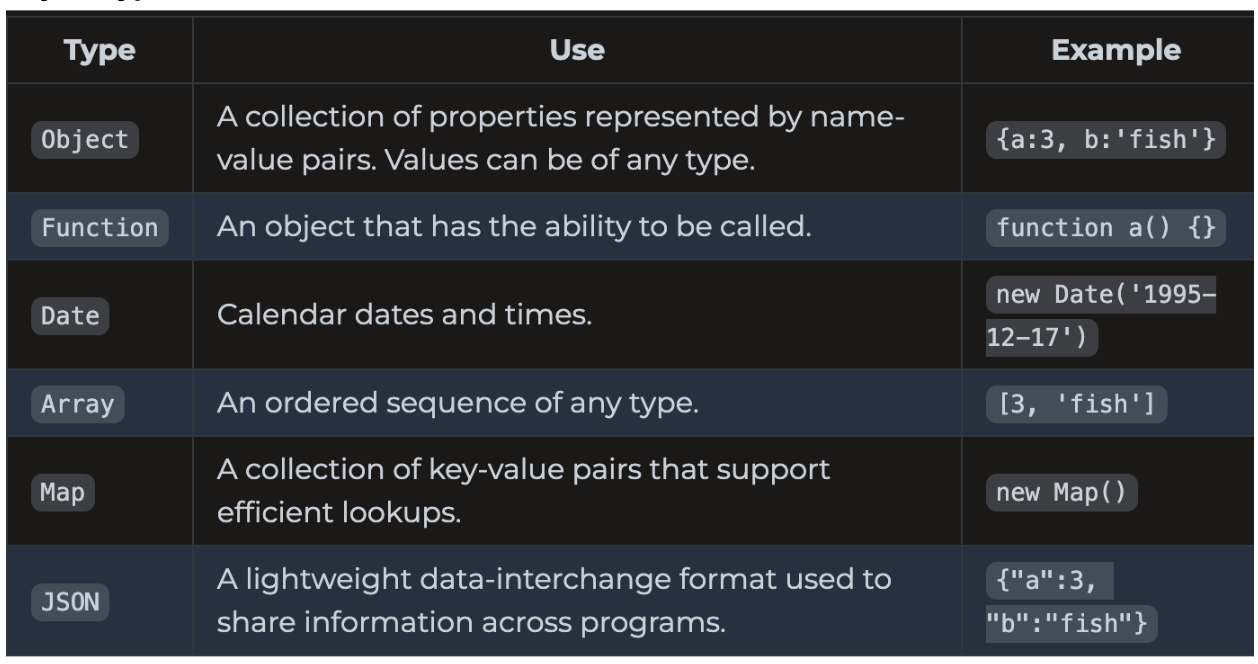 Type Use Example
Object
A collection of properties represented by name-
value pairs. Values can be of any type.
{a:3, b:'fish'}
Function
An object that has the ability to be called.
function a() {}
Date
Calendar dates and times.
new Date('1995-
12-17')
Array
An ordered sequence of any type.
[3, 'fish']
Map
A collection of key-value pairs that support
efficient lookups.
new Map()
JSON
A lightweight data-interchange format used to
share information across programs.
{"a":3,
"b":"fish"}